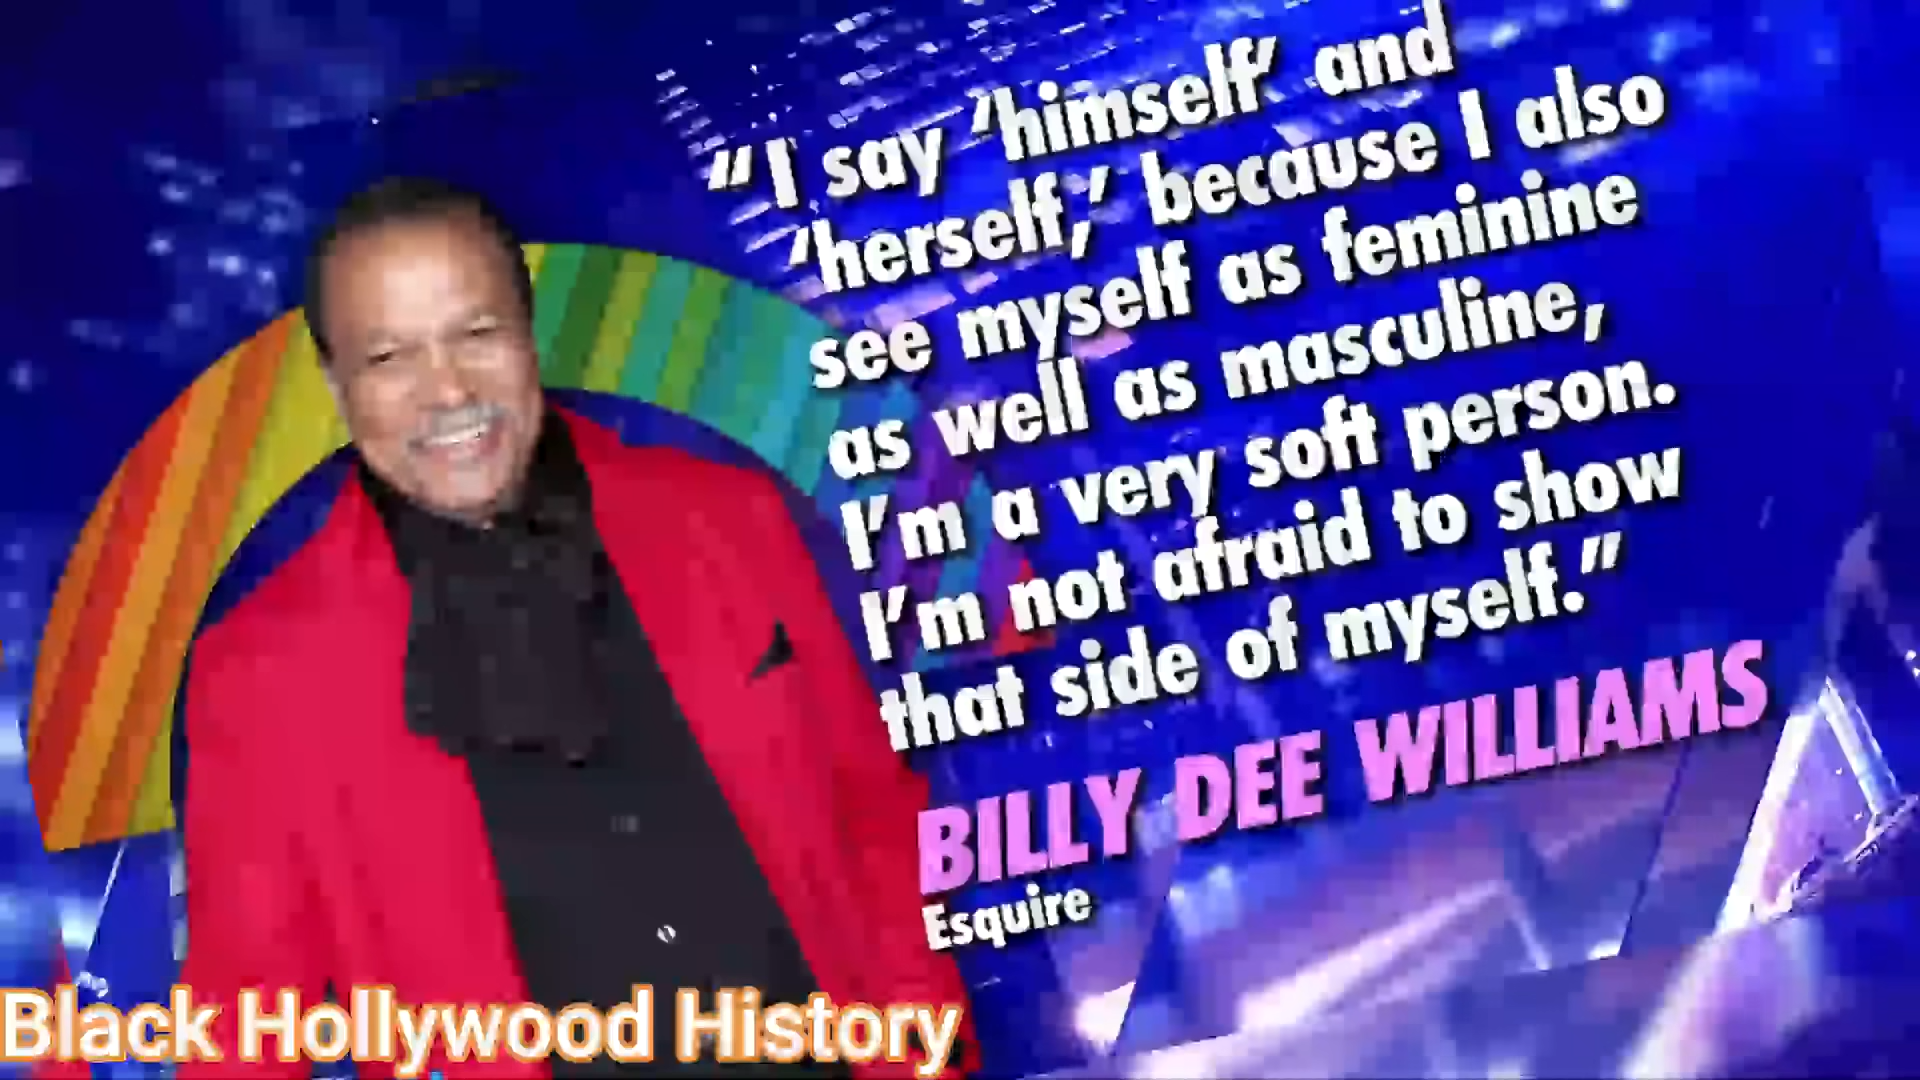 “I say ‘himself’ and
‘herself,’ because I also
see myself as feminine
as well as masculine,
I’m a very soft person.
I’m not afraid to show
that side of myself.”
BILLY DEE WILLIAMS
Esquire
Black Hollywood History